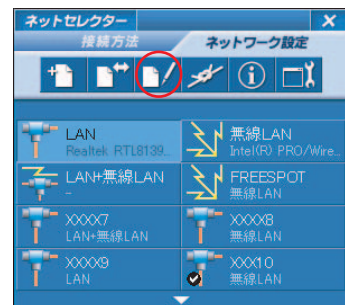 ネットセレクター
接続方法 ネットワーク設定
LAN
Realtek RTL8139...
無線LAN
Intel(R) PRO/Wire...
LAN+無線LAN
-
FREESPOT
無線LAN
XXXX7
LAN+無線LAN
XXXX8
無線LAN
XXXX9
LAN
XXX10
無線LAN